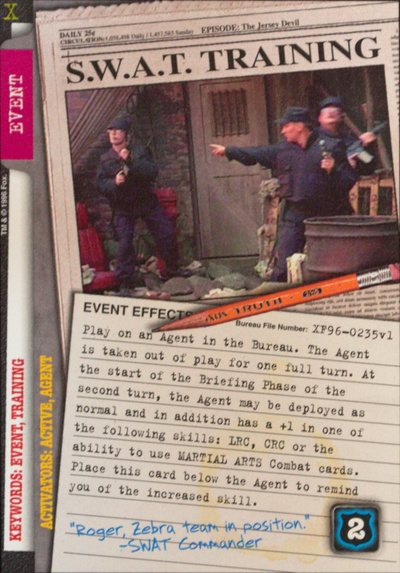 X
DAILY 25¢
EPISODE: The Jersey Devil
S.W.A.T. TRAINING
EVENT
TM & © 1996 Fox.
KEYWORDS: EVENT, TRAINING
ACTIVATORS: ACTIVE, AGENT
EVENT EFFECTS
TRUTH
Bureau File Number: XF96-0235v1
Play on an Agent in the Bureau. The Agent
is taken out of play for one full turn. At
the start of the Briefing Phase of the
second turn, the Agent may be deployed as
normal and in addition has a +1 in one of
the following skills: LRC, CRC or the
ability to use MARTIAL ARTS Combat cards.
Place this card below the Agent to remind
you of the increased skill.
"Roger, Zebra team in position."
-SWAT Commander
2